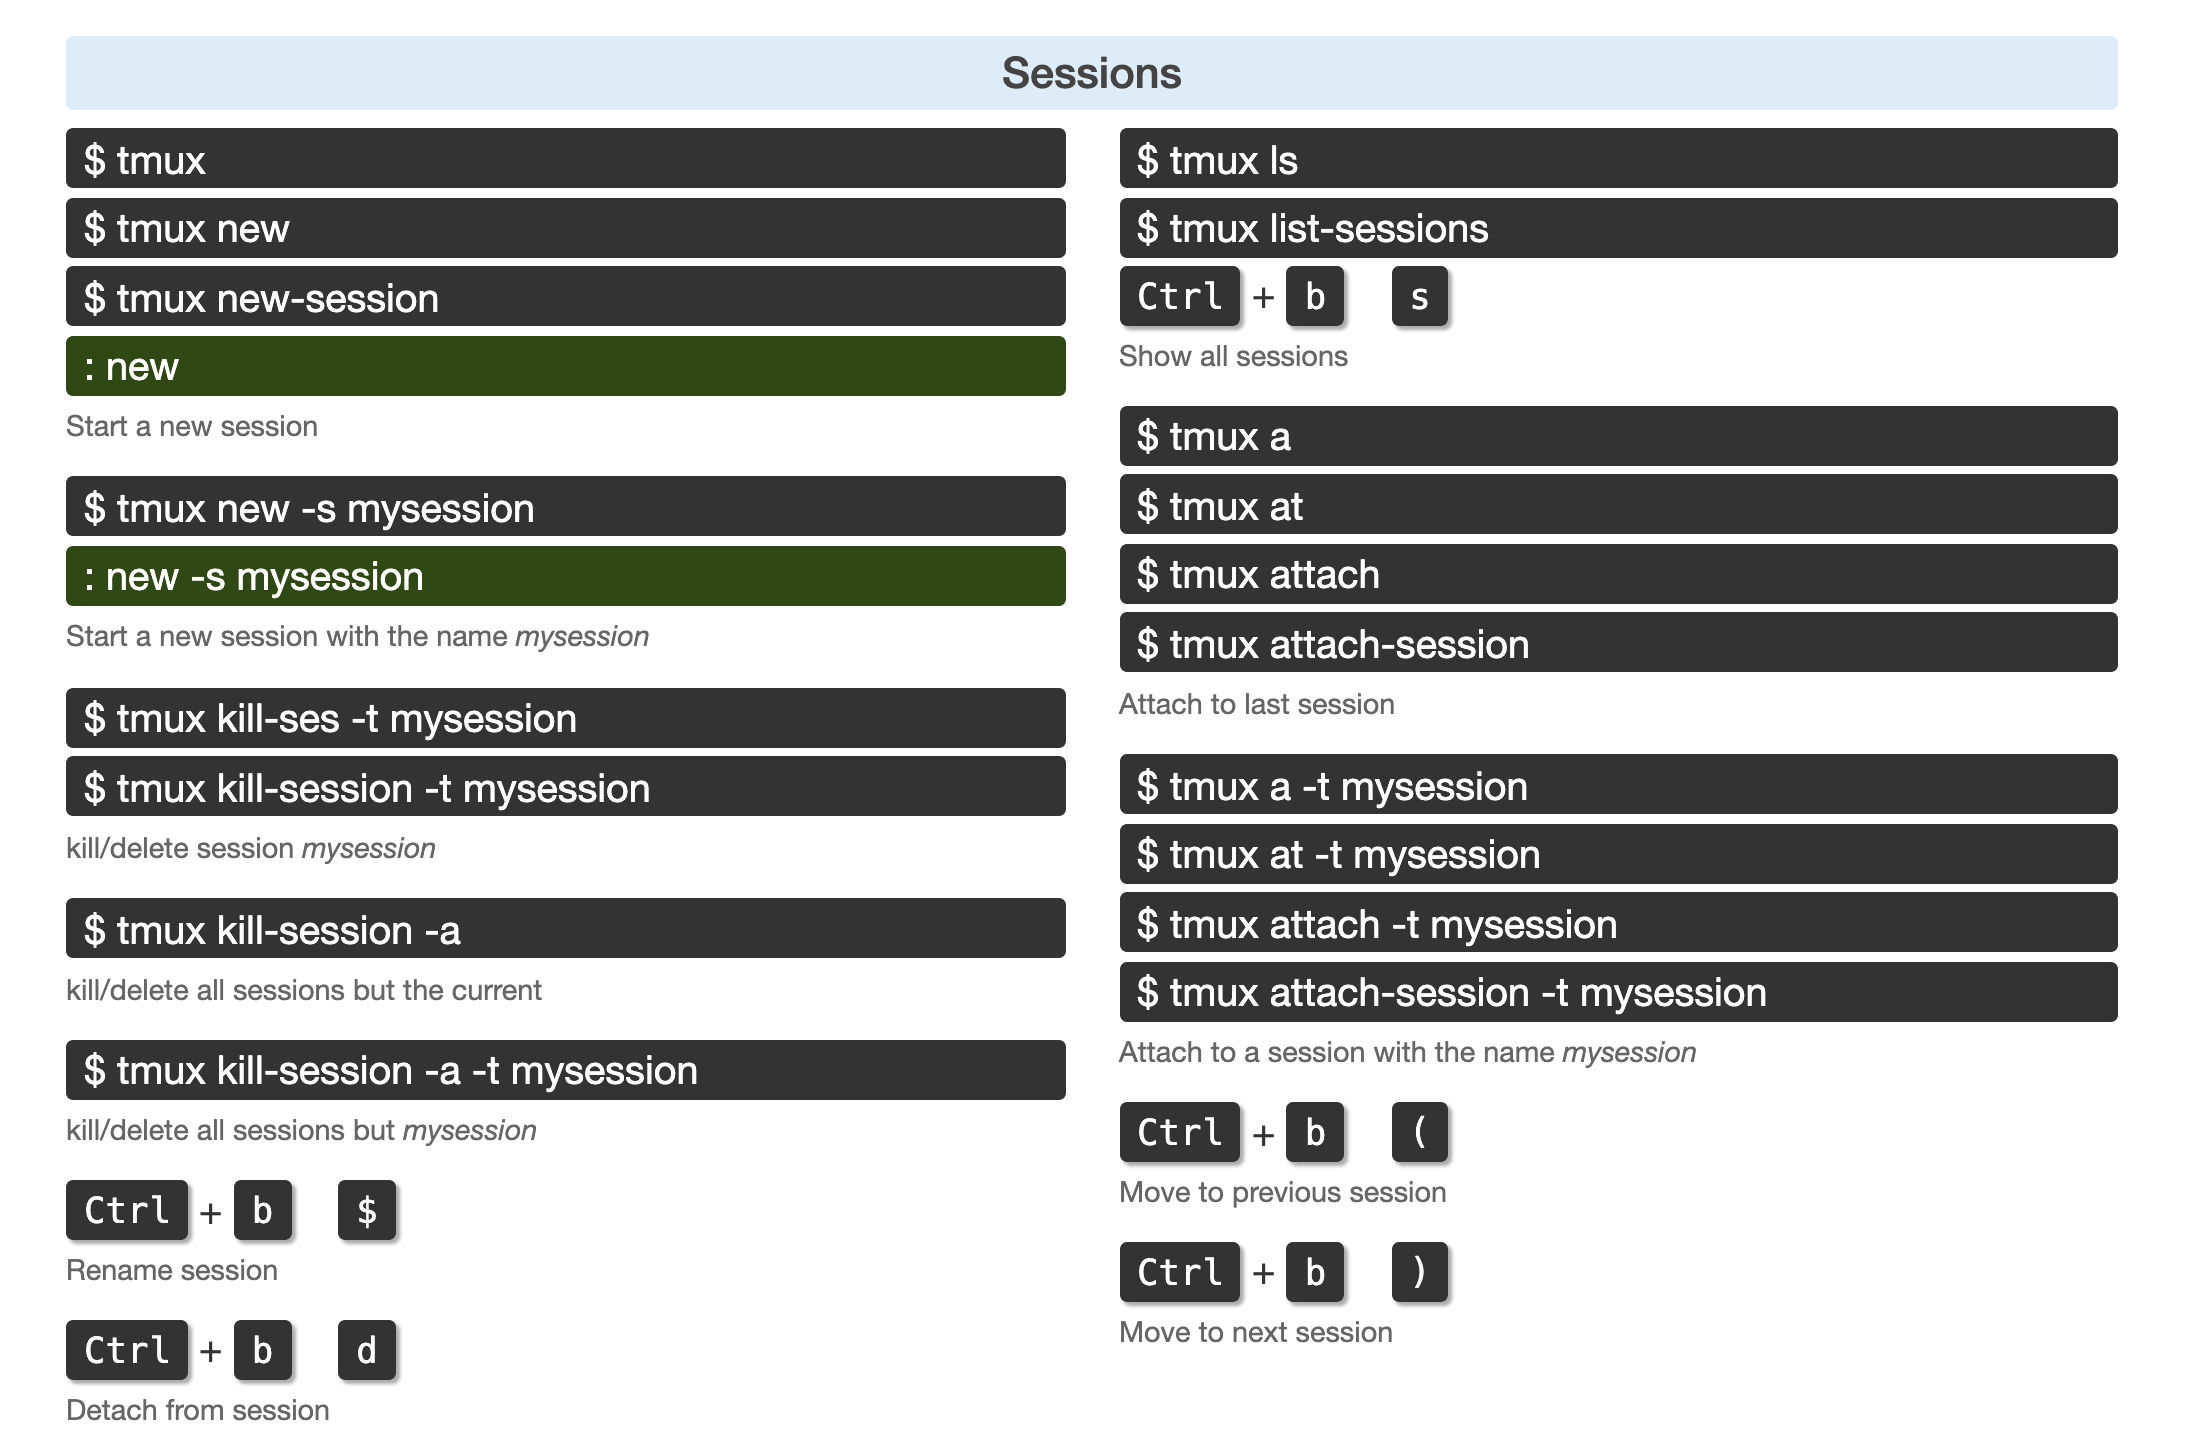 Sessions
$ tmux
$ tmux new
$ tmux new-session
: new
Start a new session
$ tmux new -s mysession
: new -s mysession
Start a new session with the name mysession
$ tmux kill-ses -t mysession
$ tmux kill-session -t mysession
kill/delete session mysession
$ tmux kill-session -a
kill/delete all sessions but the current
$ tmux kill-session -a -t mysession
kill/delete all sessions but mysession
Ctrl + b $
Rename session
Ctrl + b d
Detach from session
$ tmux ls
$ tmux list-sessions
Ctrl + b s
Show all sessions
$ tmux a
$ tmux at
$ tmux attach
$ tmux attach-session
Attach to last session
$ tmux a -t mysession
$ tmux at -t mysession
$ tmux attach -t mysession
$ tmux attach-session -t mysession
Attach to a session with the name mysession
Ctrl + b (
Move to previous session
Ctrl + b )
Move to next session